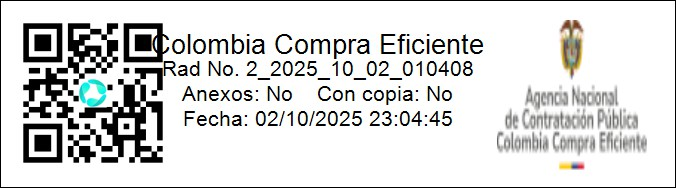 Colombia Compra Eficiente
Rad No. 2_2025_10_02_010408
Anexos: No Con copia: No
Fecha: 02/10/2025 23:04:45
Agencia Nacional
de Contratación Pública
Colombia Compra Eficiente